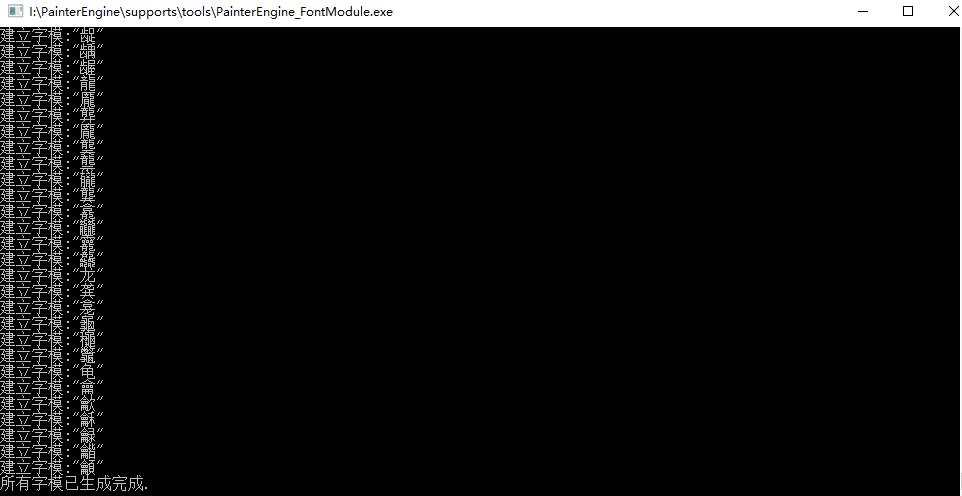 I:\PainterEngine\supports\tools\PainterEngine_FontModule.exe
建立字模:"龊"
建立字模:"龋"
建立字模:"龌"
建立字模:"龍"
建立字模:"龎"
建立字模:"龏"
建立字模:"龐"
建立字模:"龑"
建立字模:"龒"
建立字模:"龓"
建立字模:"龔"
建立字模:"龕"
建立字模:"龖"
建立字模:"龗"
建立字模:"龘"
建立字模:"龙"
建立字模:"龚"
建立字模:"龛"
建立字模:"龜"
建立字模:"龝"
建立字模:"龞"
建立字模:"龟"
建立字模:"龠"
建立字模:"龡"
建立字模:"龢"
建立字模:"龣"
建立字模:"龤"
建立字模:"龥"
所有字模已生成完成.